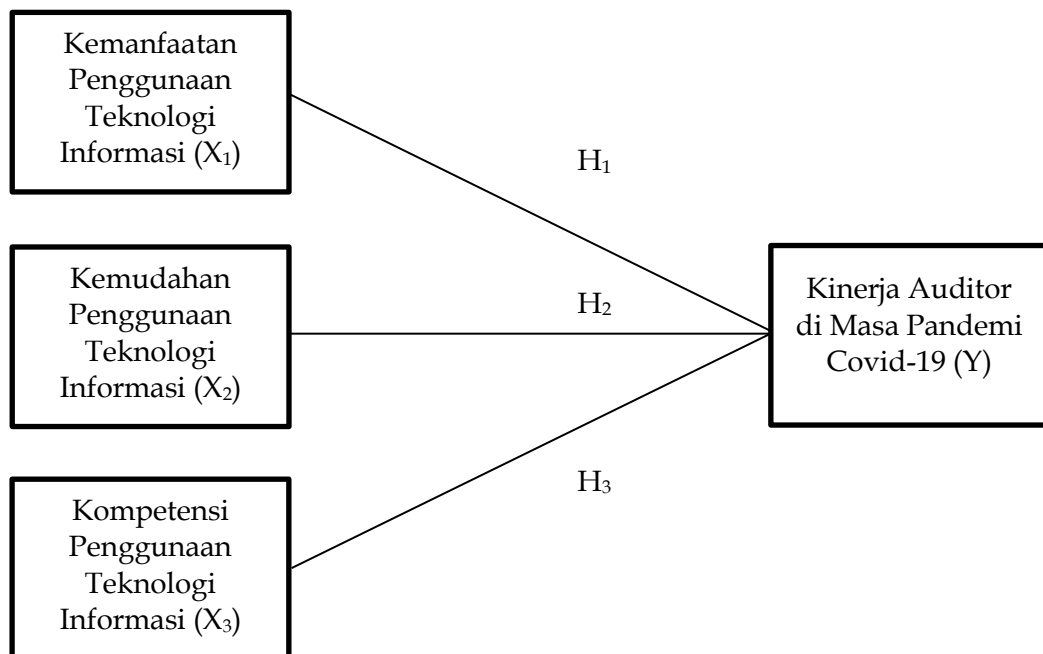 Kemanfaatan
Penggunaan
Teknologi
Informasi (X₁)
H₁
Kemudahan
Penggunaan
Teknologi
Informasi (X₂)
H₂
Kinerja Auditor
di Masa Pandemi
Covid-19 (Y)
Kompetensi
Penggunaan
Teknologi
Informasi (X₃)
H₃